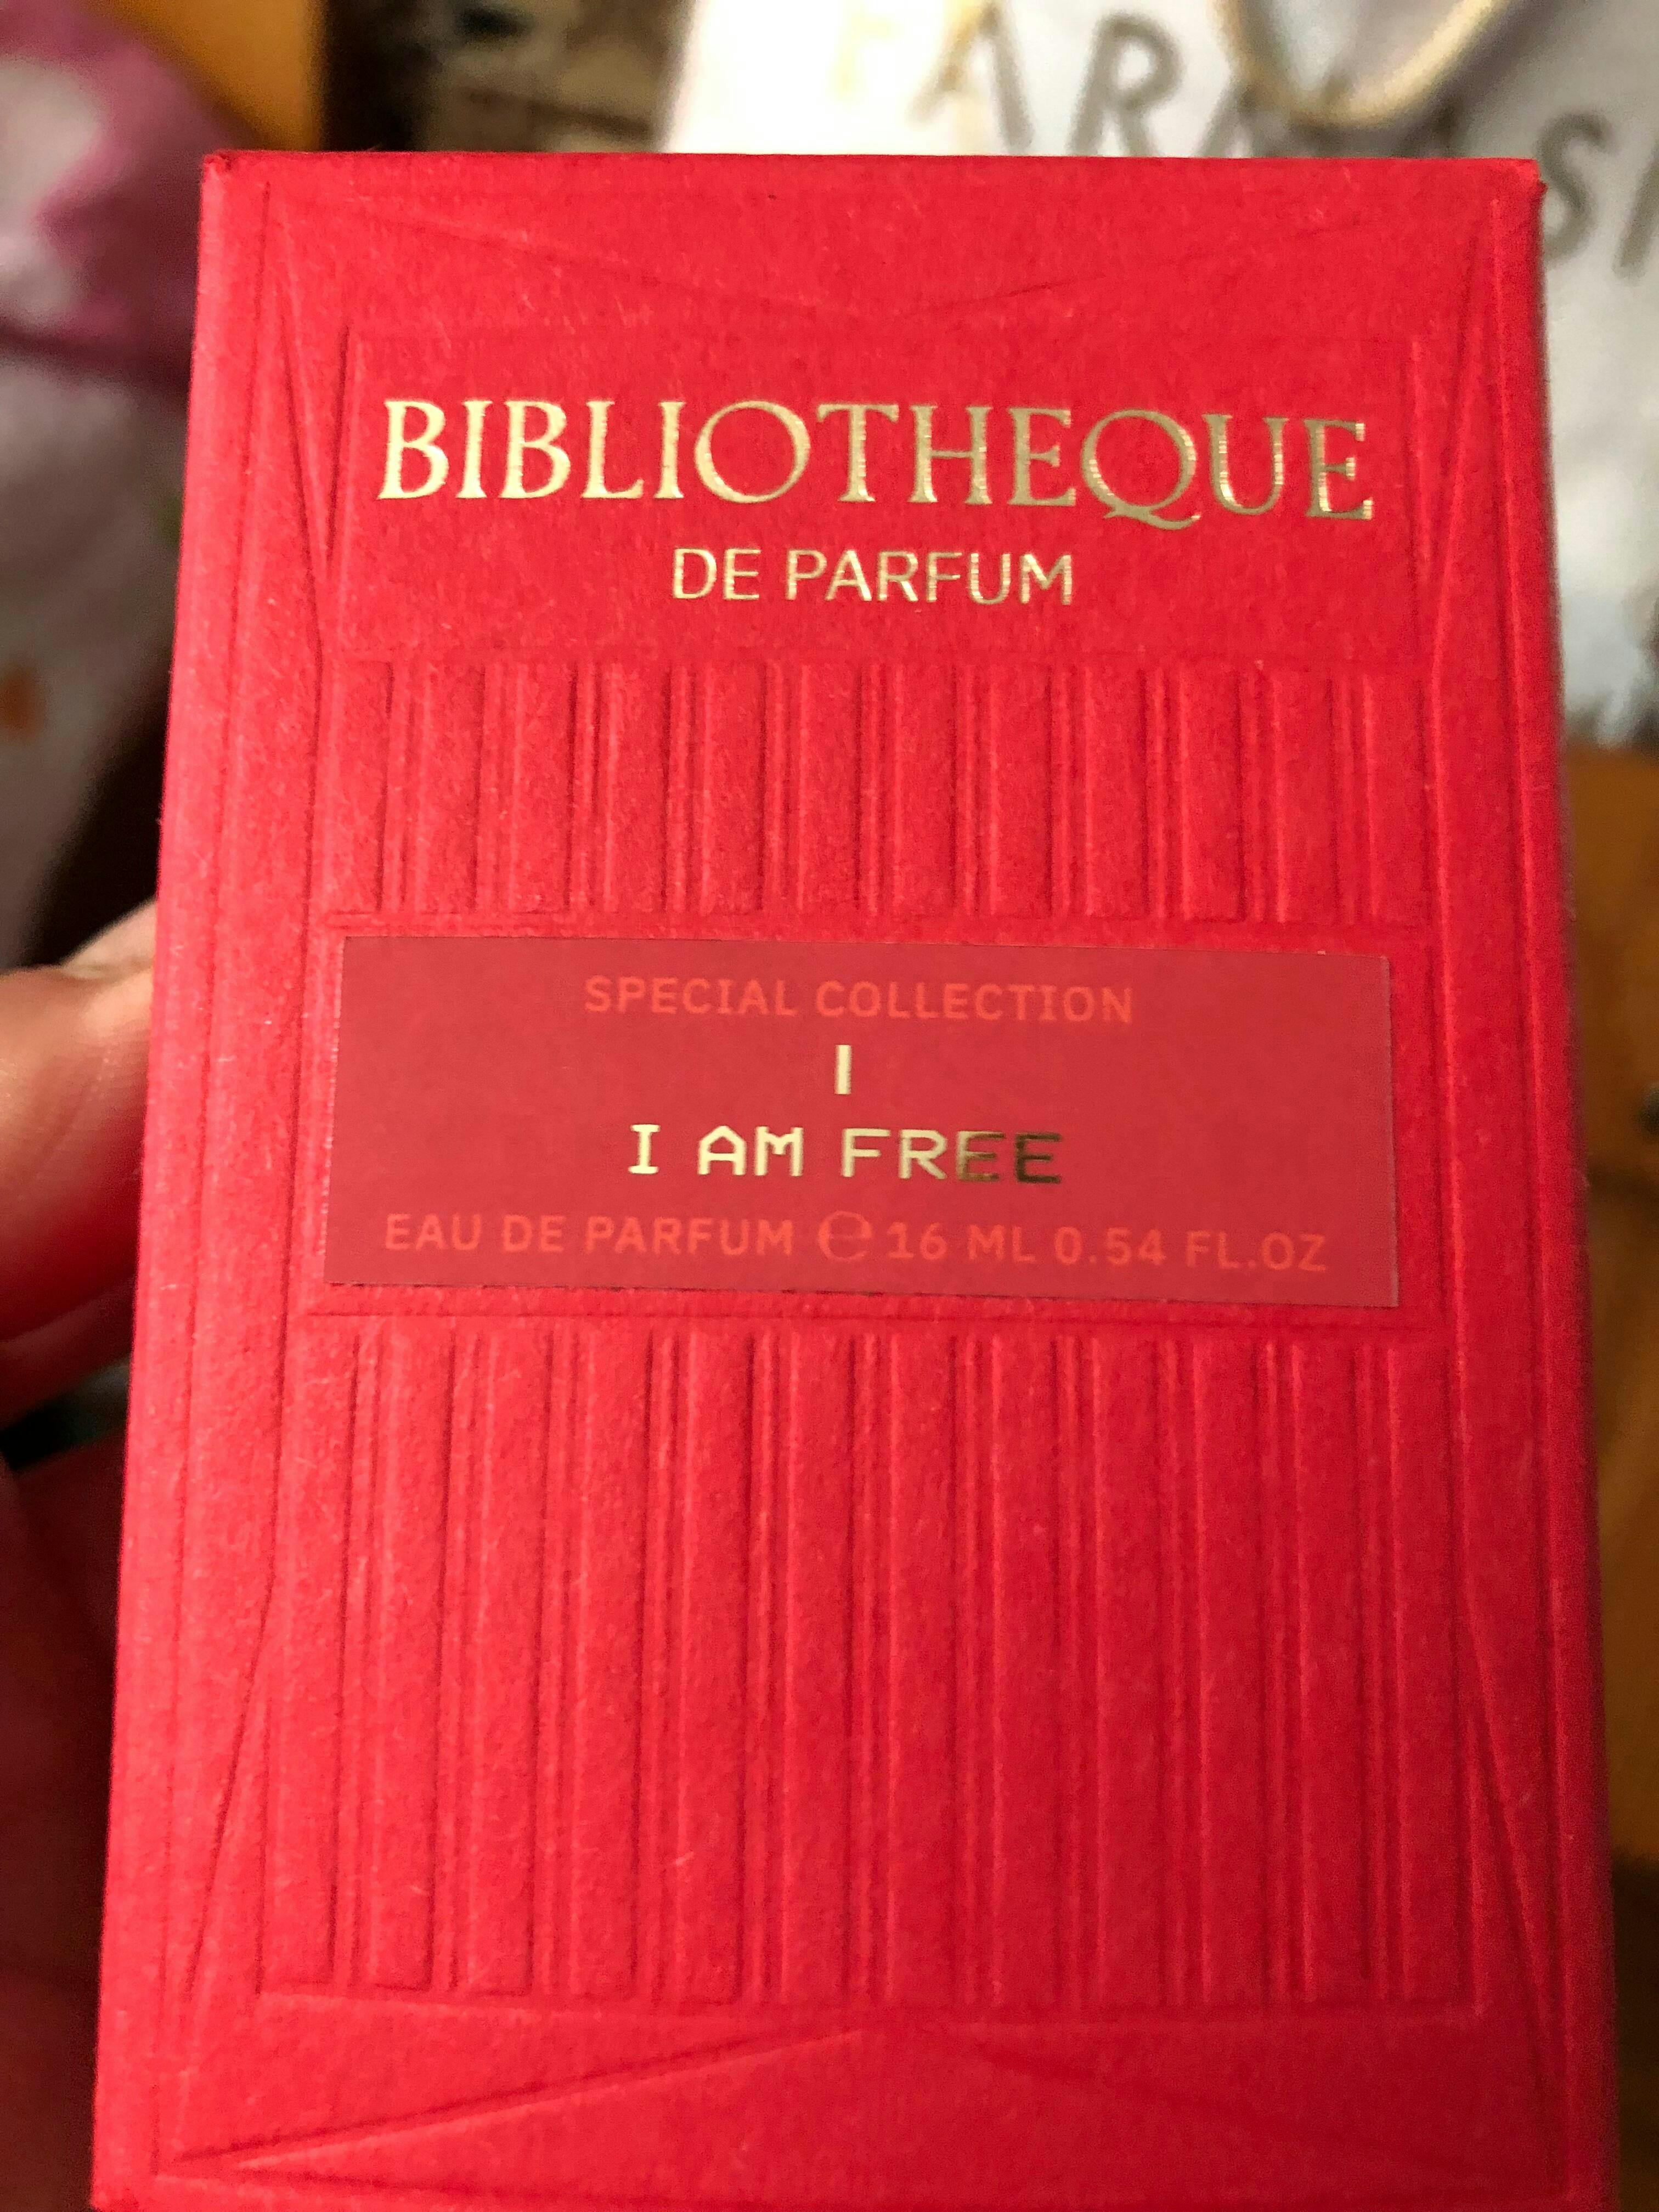 BIBLIOTHEQUE
DE PARFUM
SPECIAL COLLECTION
I
I AM FREE
EAU DE PARFUM ℮ 16 ML 0.54 FL.OZ